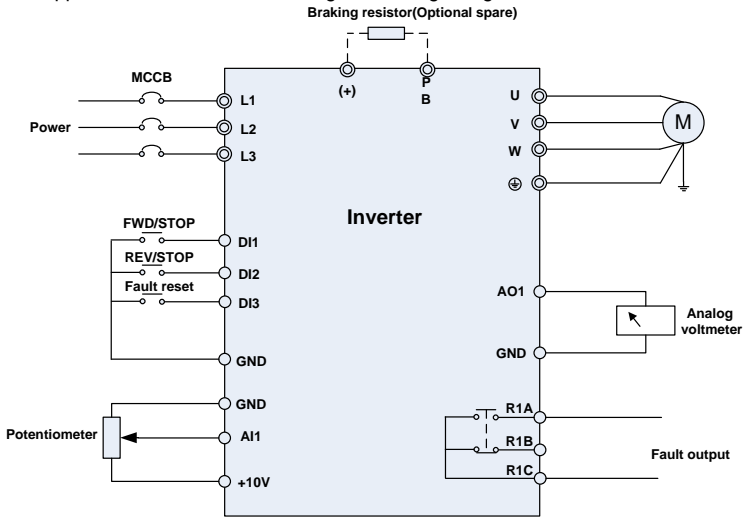 Braking resistor(Optional spare)
MCCB
(+)
P
B
L1
U
Power
L2
V
M
L3
W
Inverter
FWD/STOP
DI1
REV/STOP
DI2
Fault reset
DI3
AO1
Analog
voltmeter
GND
GND
GND
R1A
Potentiometer
AI1
R1B
Fault output
R1C
+10V